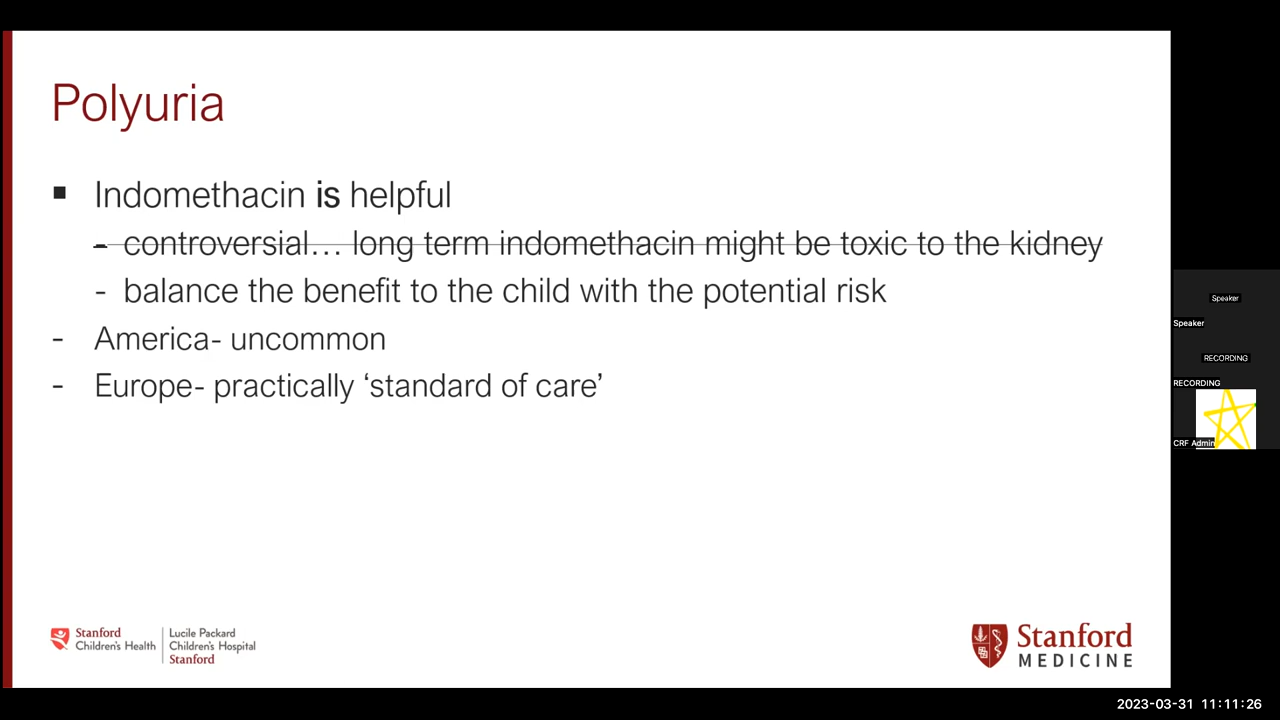 Polyuria
▪ Indomethacin is helpful
- controversial... long term indomethacin might be toxic to the kidney
- balance the benefit to the child with the potential risk
- America- uncommon
- Europe- practically ‘standard of care’
Speaker
Speaker
RECORDING
RECORDING
CRF Admin
Stanford
Children's Health
Lucile Packard
Children's Hospital
Stanford
Stanford
MEDICINE
2023-03-31 11:11:26